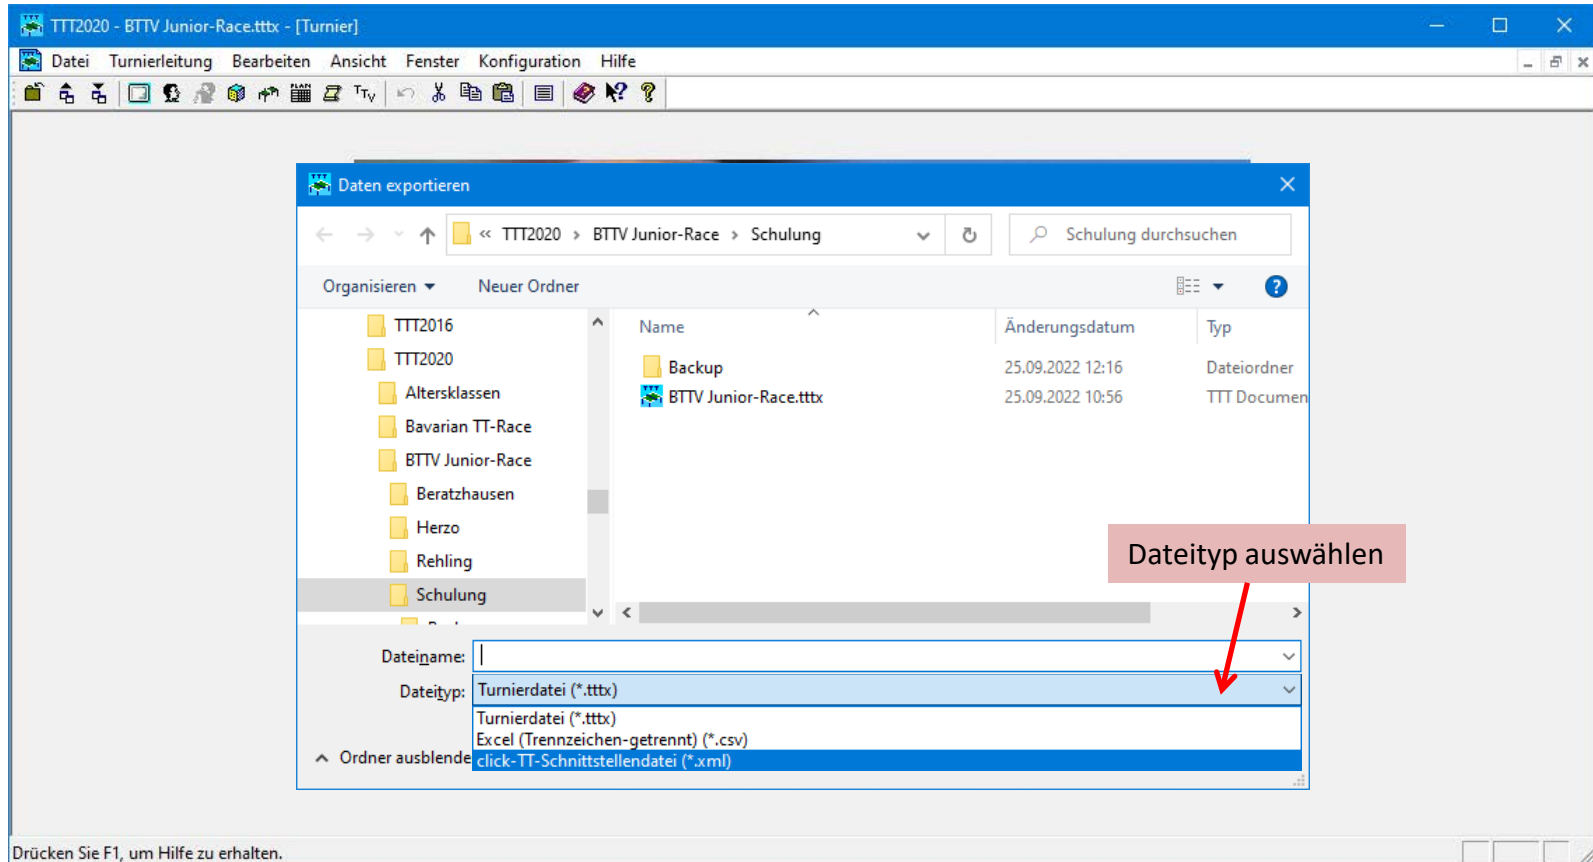 TTT2020 - BTTV Junior-Race.tttx - [Turnier]
Datei Turnierleitung Bearbeiten Ansicht Fenster Konfiguration Hilfe
PLAN TTV
Daten exportieren
« TTT2020 › BTTV Junior-Race › Schulung
Schulung durchsuchen
Organisieren Neuer Ordner
Name Änderungsdatum Typ
TTT2016
TTT2020
Altersklassen
Bavarian TT-Race
BTTV Junior-Race
Beratzhausen
Herzo
Rehling
Schulung
Backup 25.09.2022 12:16 Dateiordner
BTTV Junior-Race.tttx 25.09.2022 10:56 TTT Documen
Dateityp auswählen
Dateiname:
Dateityp: Turnierdatei (*.tttx)
Turnierdatei (*.tttx)
Excel (Trennzeichen-getrennt) (*.csv)
click-TT-Schnittstellendatei (*.xml)
Ordner ausblende
Drücken Sie F1, um Hilfe zu erhalten.